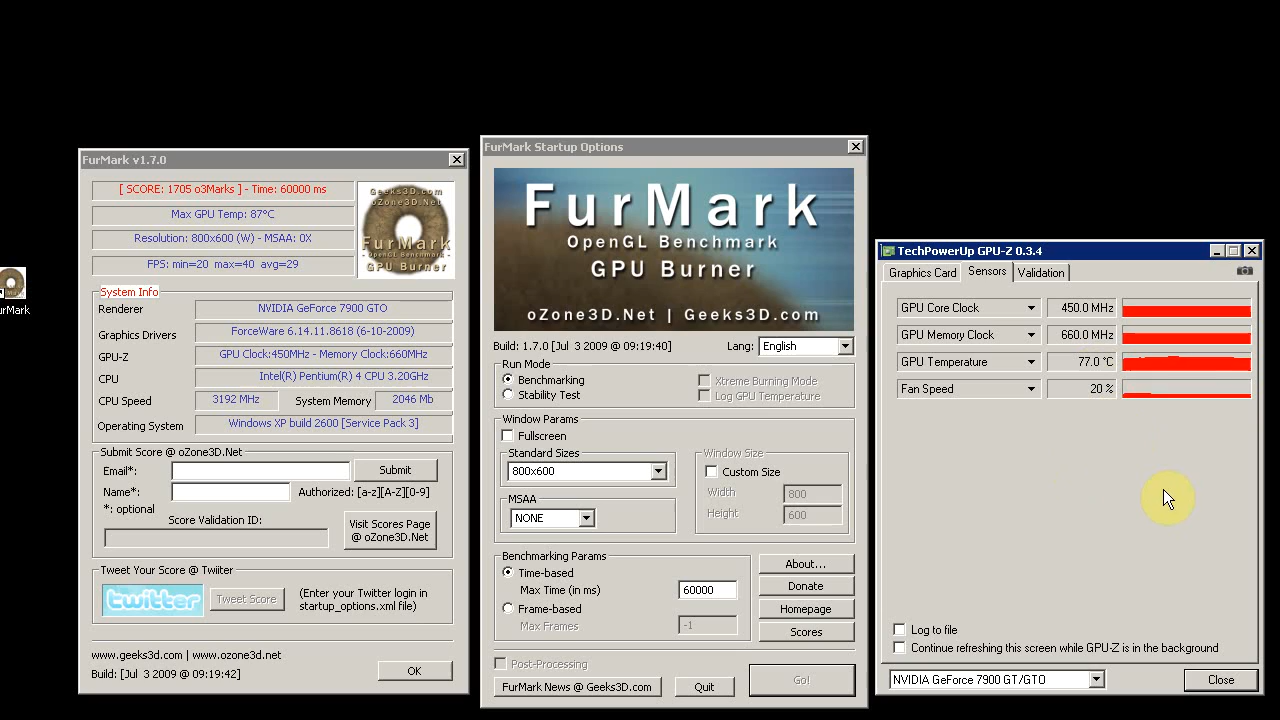 FurMark v1.7.0
[ SCORE: 1705 o3Marks ] - Time: 60000 ms
Max GPU Temp: 87°C
Resolution: 800x600 (W) - MSAA: 0X
FPS: min=20 max=40 avg=29
Geeks3D.com
oZone3D.Net
FurMark
- OpenGL Benchmark -
GPU Burner
System Info
Renderer NVIDIA GeForce 7900 GTO
Graphics Drivers ForceWare 6.14.11.8618 (6-10-2009)
GPU-Z GPU Clock:450MHz - Memory Clock:660MHz
CPU Intel(R) Pentium(R) 4 CPU 3.20GHz
CPU Speed 3192 MHz System Memory 2046 Mb
Operating System Windows XP build 2600 [Service Pack 3]
Submit Score @ oZone3D.Net
Email*: Submit
Name*: Authorized: [a-z][A-Z][0-9]
*: optional
Score Validation ID:
Visit Scores Page
@ oZone3D.Net
Tweet Your Score @ Twiiter
twitter Tweet Score (Enter your Twitter login in
startup_options.xml file)
www.geeks3d.com | www.ozone3d.net
Build: [Jul 3 2009 @ 09:19:42]
OK
urMark
FurMark Startup Options
FurMark
OpenGL Benchmark
GPU Burner
oZone3D.Net | Geeks3D.com
Build: 1.7.0 [Jul 3 2009 @ 09:19:40] Lang: English
Run Mode
Benchmarking Xtreme Burning Mode
Stability Test Log GPU Temperature
Window Params
Fullscreen
Standard Sizes Window Size
800x600 Custom Size
MSAA Width 800
NONE Height 600
Benchmarking Params
Time-based About...
Max Time (in ms) 60000 Donate
Frame-based Homepage
Max Frames -1 Scores
Post-Processing
FurMark News @ Geeks3D.com Quit Go!
TechPowerUp GPU-Z 0.3.4
Graphics Card Sensors Validation
GPU Core Clock 450.0 MHz
GPU Memory Clock 660.0 MHz
GPU Temperature 77.0 °C
Fan Speed 20 %
Log to file
Continue refreshing this screen while GPU-Z is in the background
NVIDIA GeForce 7900 GT/GTO Close